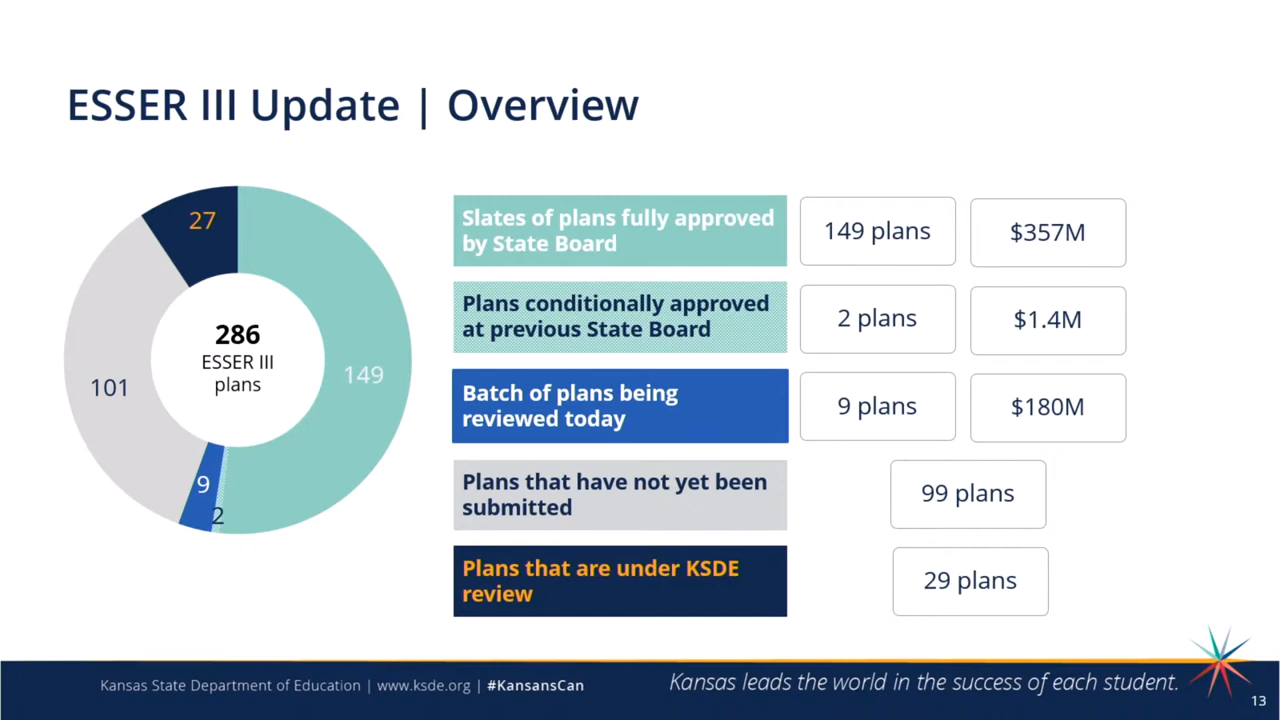 ESSER III Update | Overview
27
101
149
9
2
286
ESSER III
plans
Slates of plans fully approved
by State Board
149 plans
$357M
Plans conditionally approved
at previous State Board
2 plans
$1.4M
Batch of plans being
reviewed today
9 plans
$180M
Plans that have not yet been
submitted
99 plans
Plans that are under KSDE
review
29 plans
Kansas State Department of Education | www.ksde.org | #KansansCan
Kansas leads the world in the success of each student.
13